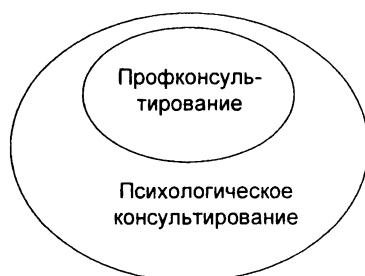 Профконсуль-
тирование
Психологическое
консультирование